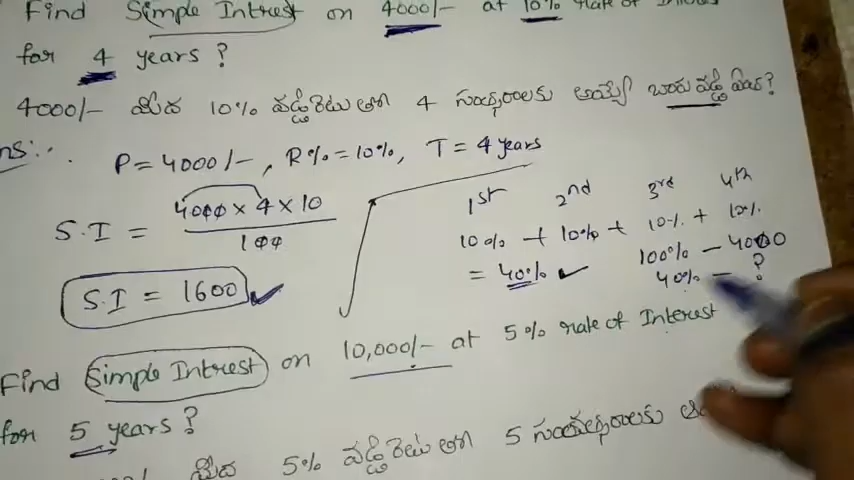 Find Simple Intrest on 4000/- at 10% rate of
for 4 years ?
4000/- మీద 10% వడ్డీ రేటు తో 4 సంవత్సరాలకు అయ్యే బారువడ్డీ ఎంత?
ns:-
P = 4000/-, R% = 10%, T = 4 years
S.I = 4000 × 4 × 10
100
S.I = 1600
1st 2nd 3rd 4th
10% + 10% + 10% + 10%
= 40%
100% - 4000
40% - ?
Find Simple Intrest on 10,000/- at 5% rate of Interest
for 5 years ?
మీద 5% వడ్డీ రేటు 5 సంవత్సరాలకు